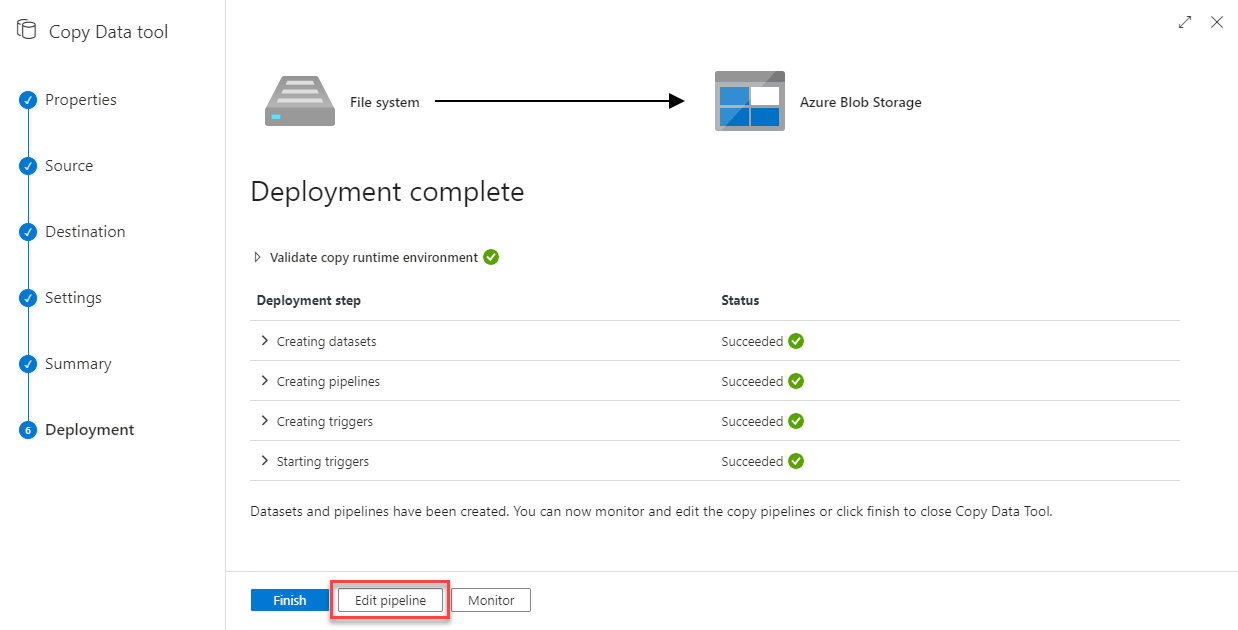 Copy Data tool
Properties
Source
Destination
Settings
Summary
6 Deployment
File system
Azure Blob Storage
Deployment complete
Validate copy runtime environment
Deployment step Status
Creating datasets Succeeded
Creating pipelines Succeeded
Creating triggers Succeeded
Starting triggers Succeeded
Datasets and pipelines have been created. You can now monitor and edit the copy pipelines or click finish to close Copy Data Tool.
Finish Edit pipeline Monitor